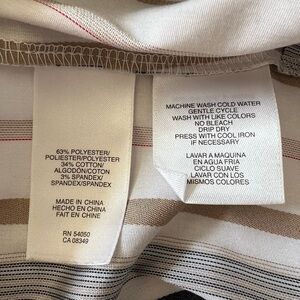 63% POLYESTER/
POLIESTER/POLYESTER
34% COTTON/
ALGODON/COTON
3% SPANDEX/
SPANDEX/SPANDEX
MADE IN CHINA
HECHO EN CHINA
FAIT EN CHINE
RN 54050
CA 08349
MACHINE WASH COLD WATER
GENTLE CYCLE
WASH WITH LIKE COLORS
NO BLEACH
DRIP DRY
PRESS WITH COOL IRON
IF NECESSARY
LAVAR A MAQUINA
EN AGUA FRIA
CICLO SUAVE
LAVAR CON LOS
MISMOS COLORES